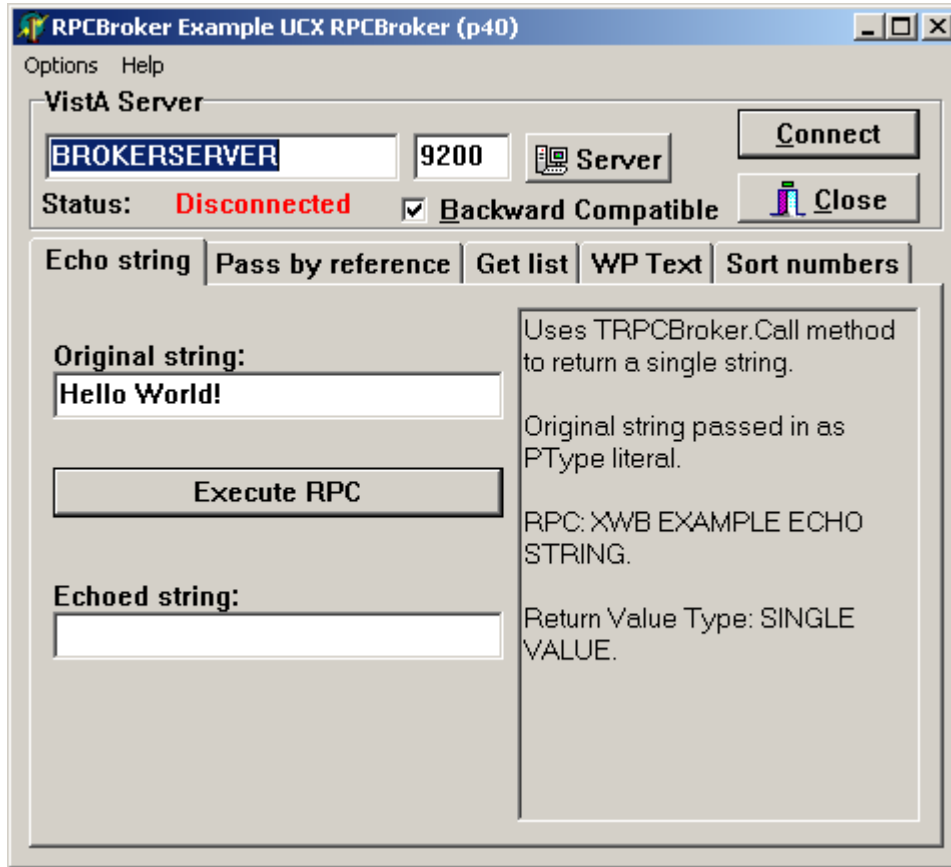 RPCBroker Example UCX RPCBroker (p40)
Options Help
VistA Server
BROKERSERVER 9200 Server Connect
Status: Disconnected Backward Compatible Close
Echo string Pass by reference Get list WP Text Sort numbers
Original string:
Hello World!
Execute RPC
Echoed string:
Uses TRPCBroker.Call method
to return a single string.
Original string passed in as
PType literal.
RPC: XWB EXAMPLE ECHO
STRING.
Return Value Type: SINGLE
VALUE.